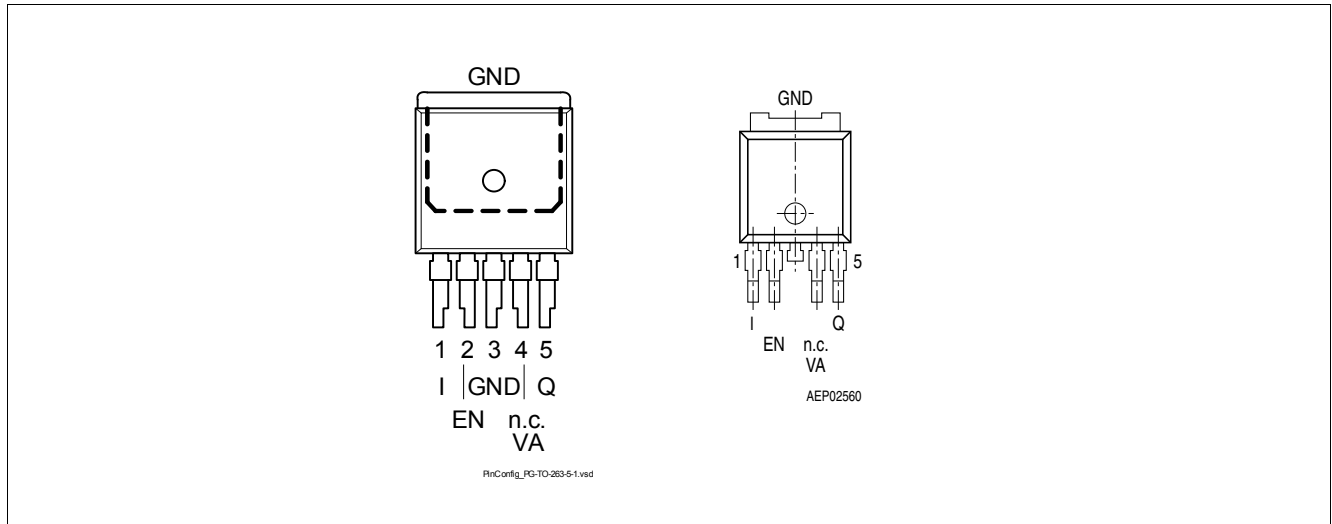 GND
1 2 3 4 5
I GND Q
EN n.c.
VA
PinConfig_PG-TO-263-5-1.vsd
GND
1 5
I Q
EN n.c.
VA
AEP02560